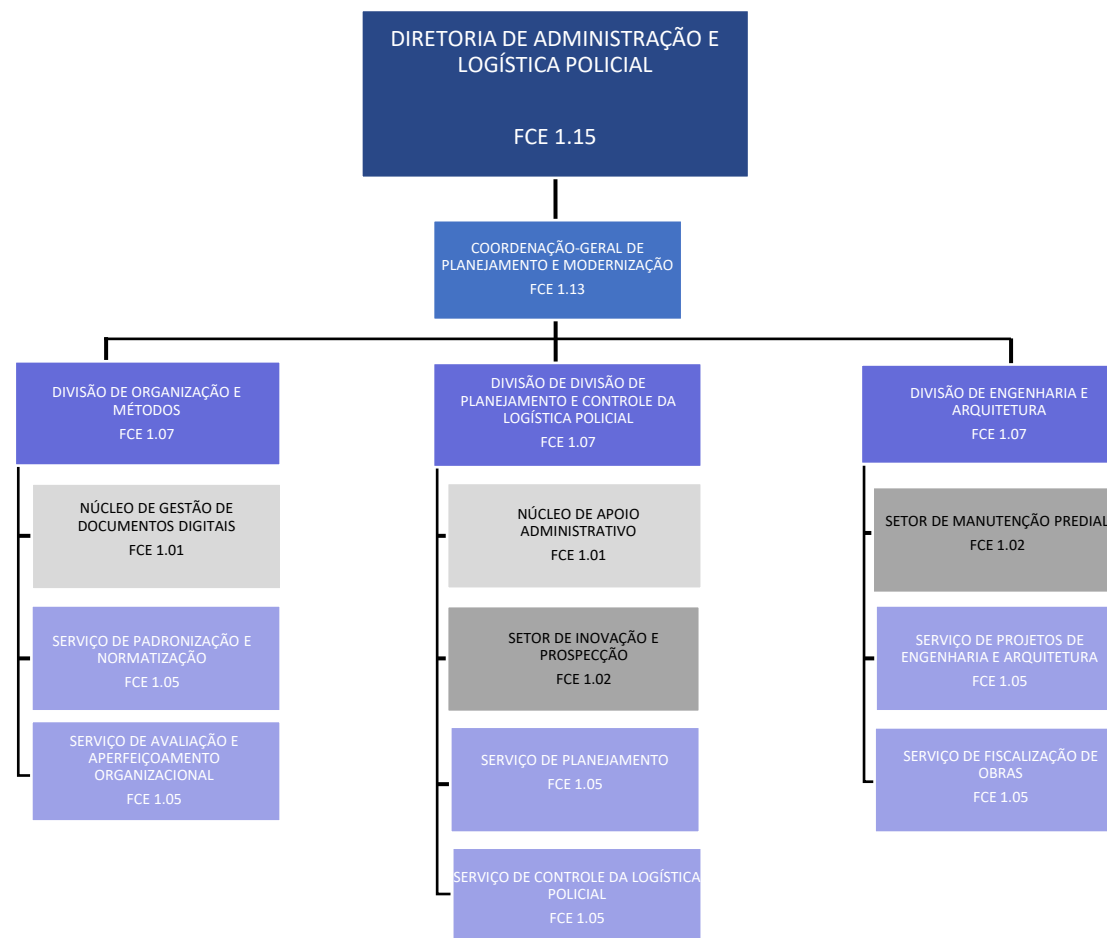 DIRETORIA DE ADMINISTRAÇÃO E
LOGÍSTICA POLICIAL
FCE 1.15
COORDENAÇÃO-GERAL DE
PLANEJAMENTO E MODERNIZAÇÃO
FCE 1.13
DIVISÃO DE ORGANIZAÇÃO E
MÉTODOS
FCE 1.07
NÚCLEO DE GESTÃO DE
DOCUMENTOS DIGITAIS
FCE 1.01
SERVIÇO DE PADRONIZAÇÃO E
NORMATIZAÇÃO
FCE 1.05
SERVIÇO DE AVALIAÇÃO E
APERFEIÇOAMENTO
ORGANIZACIONAL
FCE 1.05
DIVISÃO DE DIVISÃO DE
PLANEJAMENTO E CONTROLE DA
LOGÍSTICA POLICIAL
FCE 1.07
NÚCLEO DE APOIO
ADMINISTRATIVO
FCE 1.01
SETOR DE INOVAÇÃO E
PROSPECÇÃO
FCE 1.02
SERVIÇO DE PLANEJAMENTO
FCE 1.05
SERVIÇO DE CONTROLE DA LOGÍSTICA
POLICIAL
FCE 1.05
DIVISÃO DE ENGENHARIA E
ARQUITETURA
FCE 1.07
SETOR DE MANUTENÇÃO PREDIAL
FCE 1.02
SERVIÇO DE PROJETOS DE
ENGENHARIA E ARQUITETURA
FCE 1.05
SERVIÇO DE FISCALIZAÇÃO DE
OBRAS
FCE 1.05